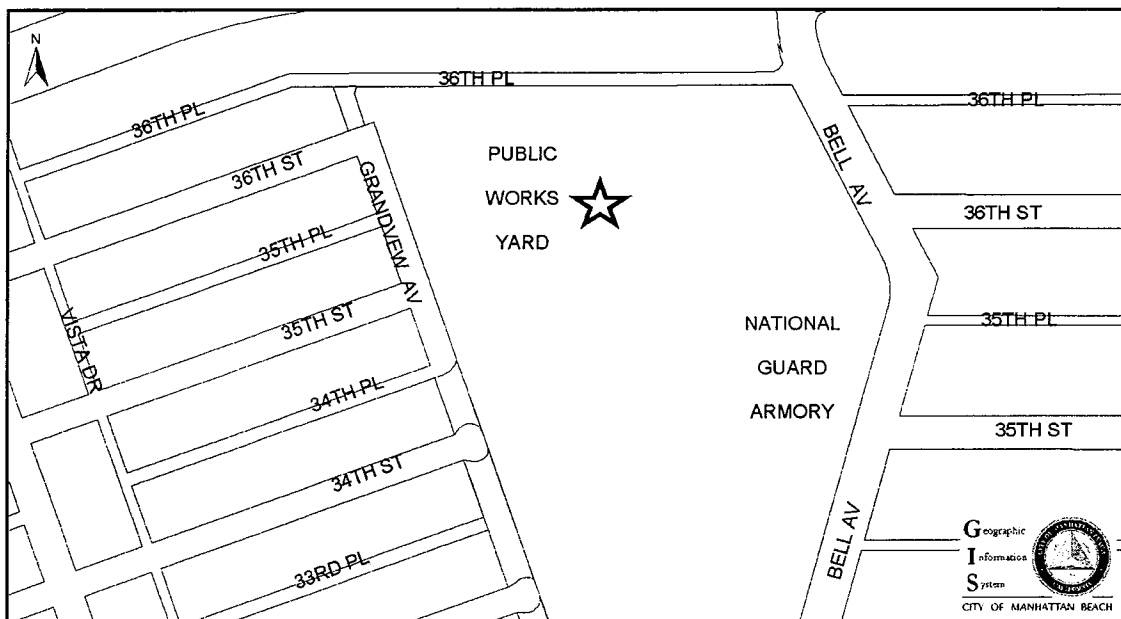 N
36TH PL
36TH PL
36TH PL
36TH ST
PUBLIC
WORKS
YARD
BELL AV
36TH ST
GRANDVEW AV
35TH PL
35TH ST
VISTA DR
NATIONAL
GUARD
ARMORY
35TH PL
34TH PL
35TH ST
34TH ST
BELL AV
33RD PL
Geographic
Information
System
CITY OF MANHATTAN BEACH